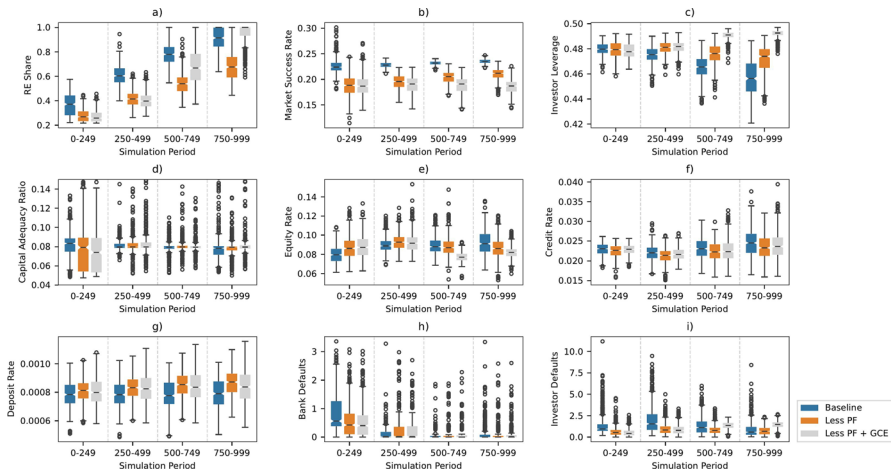 a)
b)
c)
RE Share
1.0
0.8
0.6
0.4
0.2
0-249
250-499
500-749
750-999
Simulation Period
Market Success Rate
0.30
0.25
0.20
0.15
0-249
250-499
500-749
750-999
Simulation Period
Investor Leverage
0.50
0.48
0.46
0.44
0.42
0-249
250-499
500-749
750-999
Simulation Period
d)
e)
f)
Capital Adequacy Ratio
0.14
0.12
0.10
0.08
0.06
0.04
0-249
250-499
500-749
750-999
Simulation Period
Equity Rate
0.14
0.12
0.10
0.08
0.06
0-249
250-499
500-749
750-999
Simulation Period
Credit Rate
0.040
0.035
0.030
0.025
0.020
0.015
0-249
250-499
500-749
750-999
Simulation Period
g)
h)
i)
Deposit Rate
0.0010
0.0008
0.0006
0-249
250-499
500-749
750-999
Simulation Period
Bank Defaults
3
2
1
0
0-249
250-499
500-749
750-999
Simulation Period
Investor Defaults
10.0
7.5
5.0
2.5
0.0
0-249
250-499
500-749
750-999
Simulation Period
Baseline
Less PF
Less PF + GCE